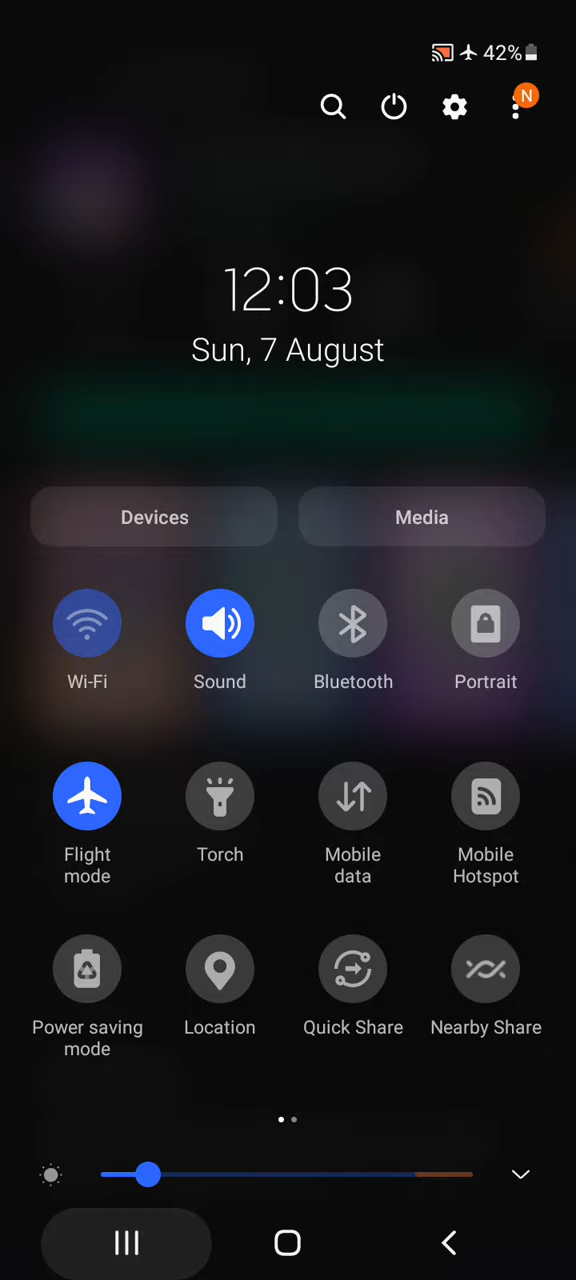 42%
N
12:03
Sun, 7 August
Devices Media
Wi-Fi Sound Bluetooth Portrait
Flight mode Torch Mobile data Mobile Hotspot
Power saving mode Location Quick Share Nearby Share